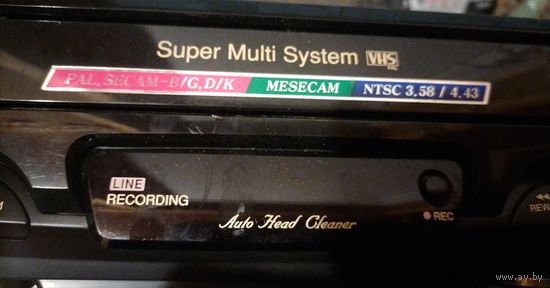 Super Multi System VHS
PAL
PAL, SECAM-B/G, D/K MESECAM NTSC 3.58 / 4.43
LINE
RECORDING
Auto Head Cleaner
REC
REW
www.ay.by